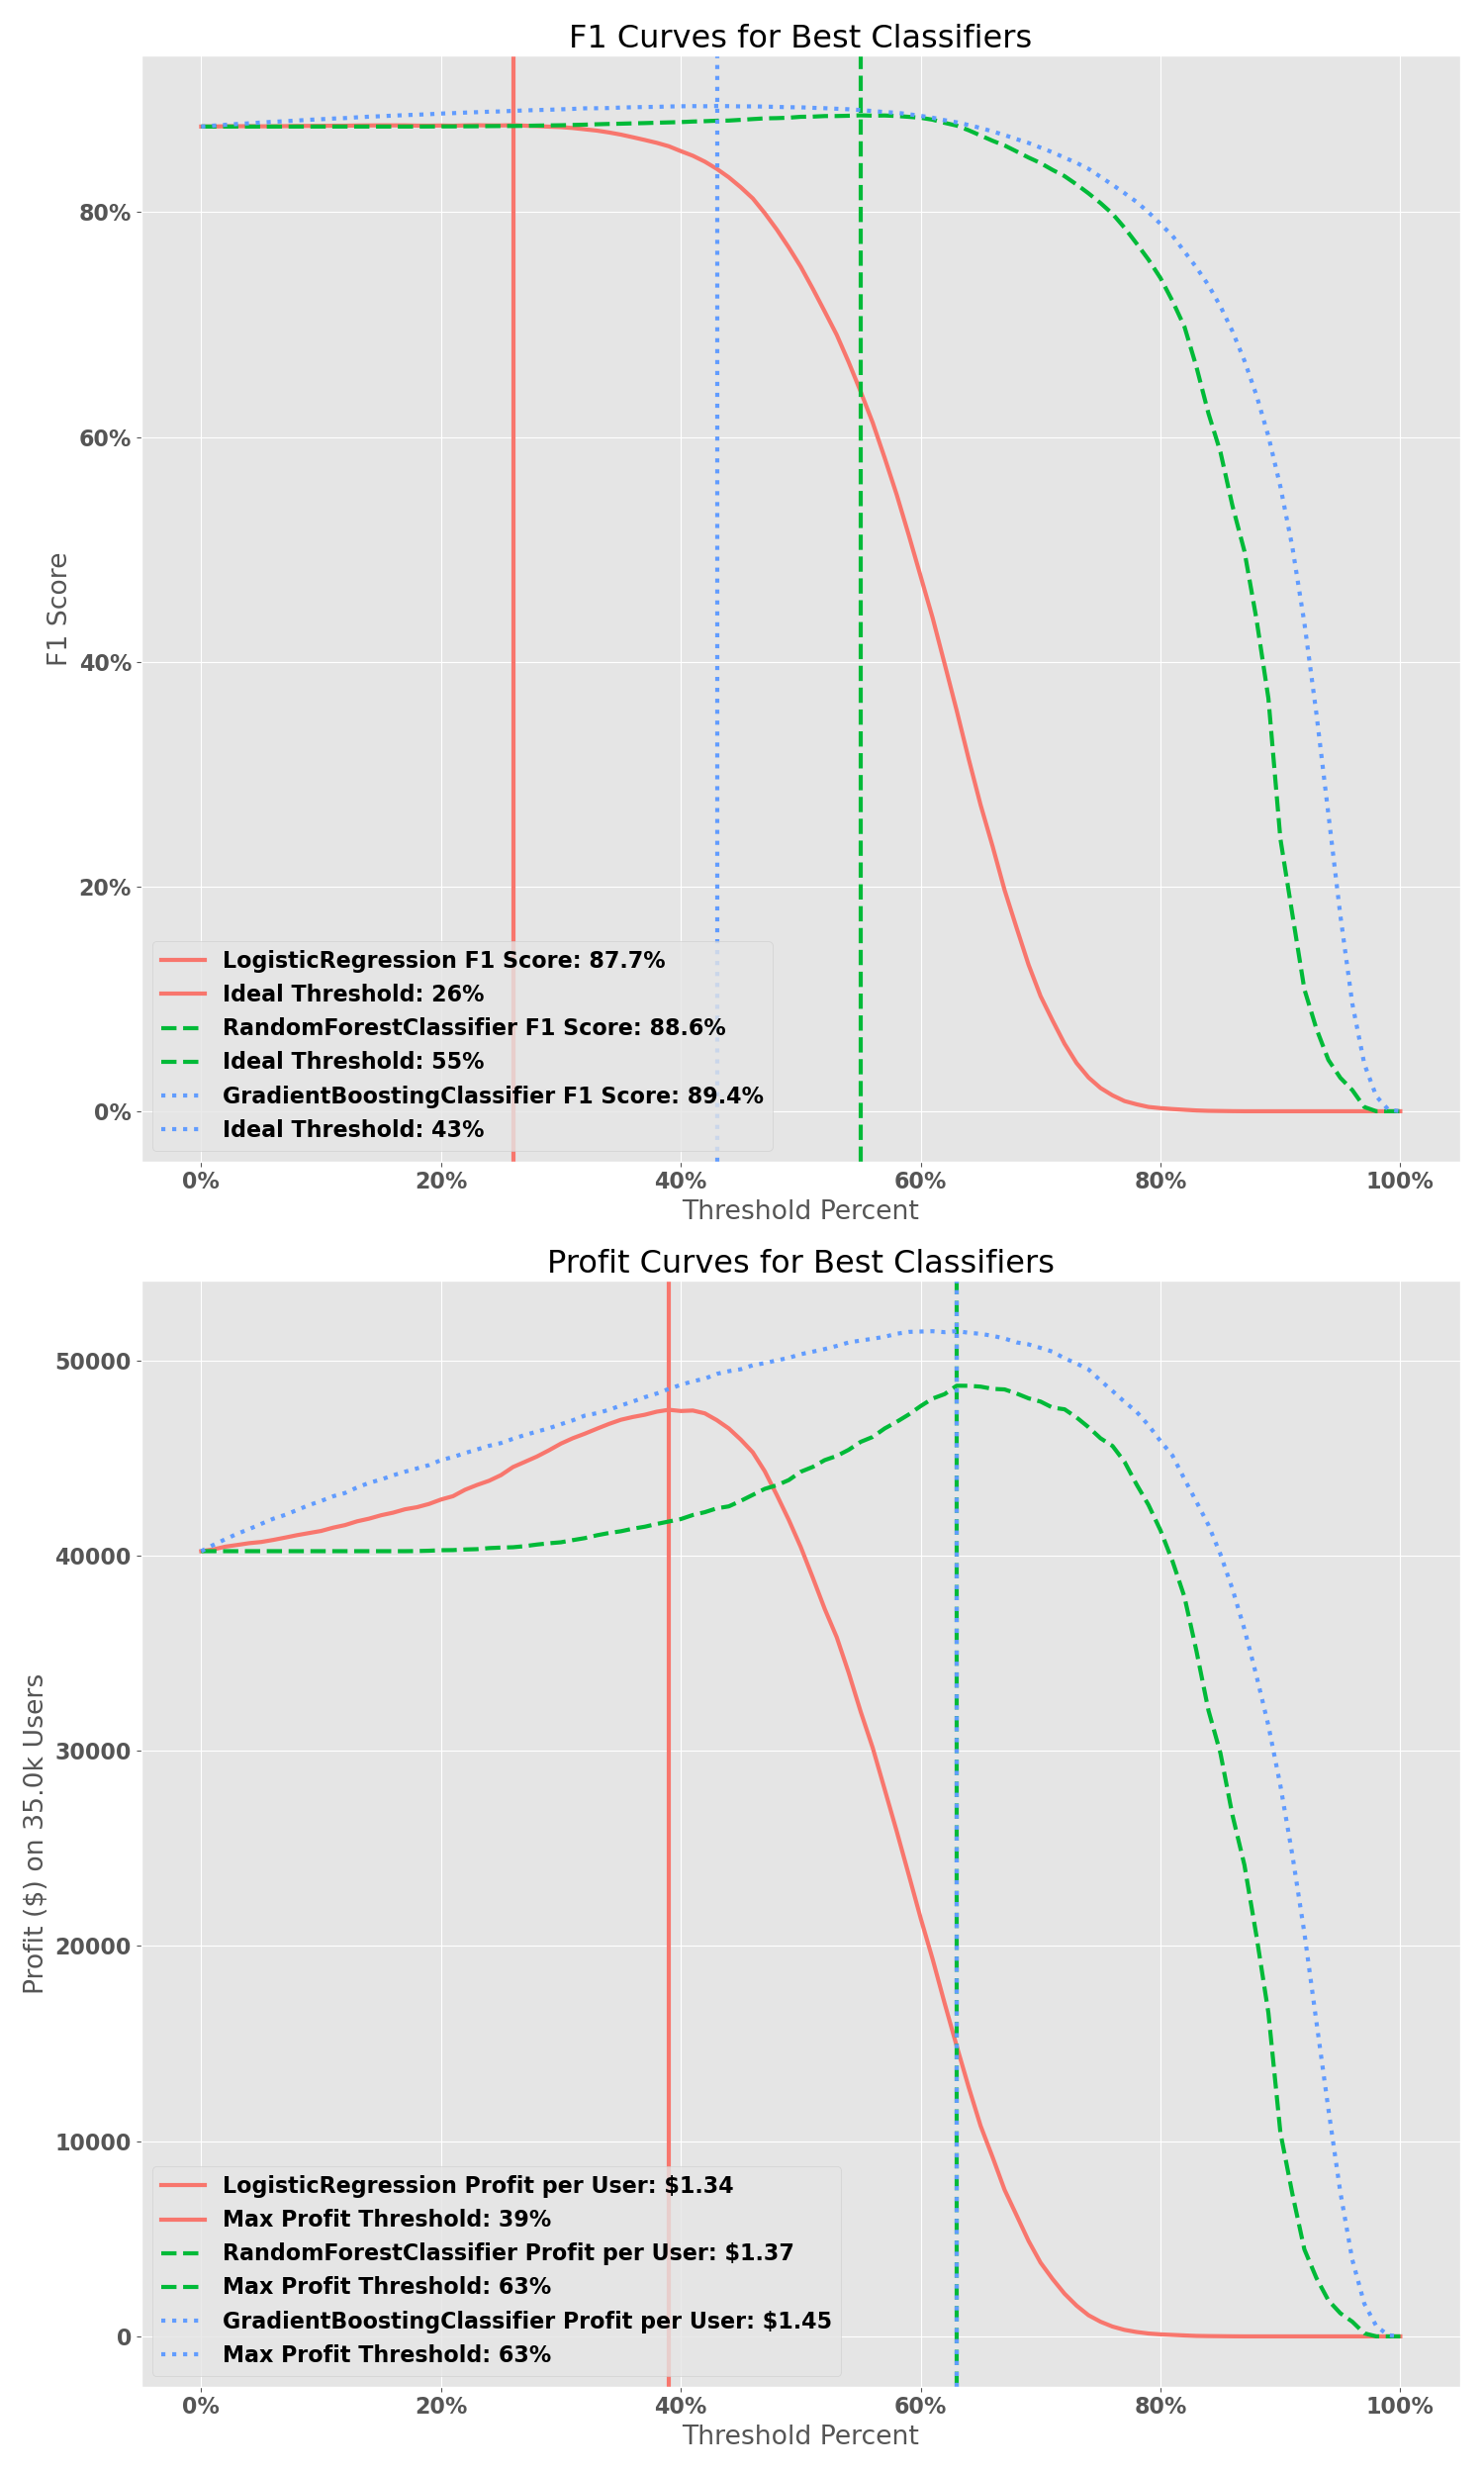 F1 Curves for Best Classifiers
80%
60%
40%
20%
0%
F1 Score
LogisticRegression F1 Score: 87.7%
Ideal Threshold: 26%
RandomForestClassifier F1 Score: 88.6%
Ideal Threshold: 55%
GradientBoostingClassifier F1 Score: 89.4%
Ideal Threshold: 43%
0% 20% 40% 60% 80% 100%
Threshold Percent
Profit Curves for Best Classifiers
50000
40000
30000
20000
10000
0
Profit ($) on 35.0k Users
LogisticRegression Profit per User: $1.34
Max Profit Threshold: 39%
RandomForestClassifier Profit per User: $1.37
Max Profit Threshold: 63%
GradientBoostingClassifier Profit per User: $1.45
Max Profit Threshold: 63%
0% 20% 40% 60% 80% 100%
Threshold Percent